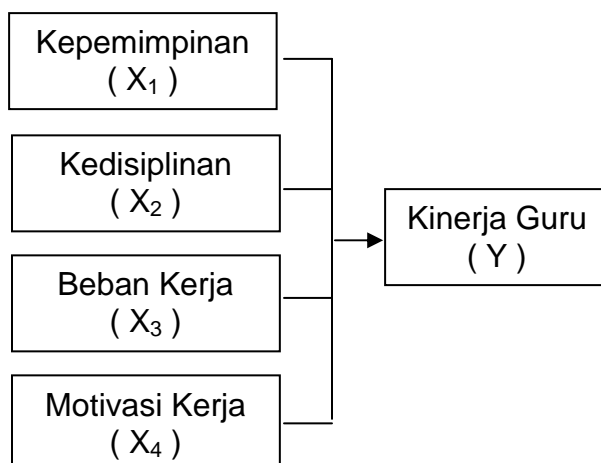 Kepemimpinan
( X₁ )
Kedisiplinan
( X₂ )
Beban Kerja
( X₃ )
Motivasi Kerja
( X₄ )
Kinerja Guru
( Y )